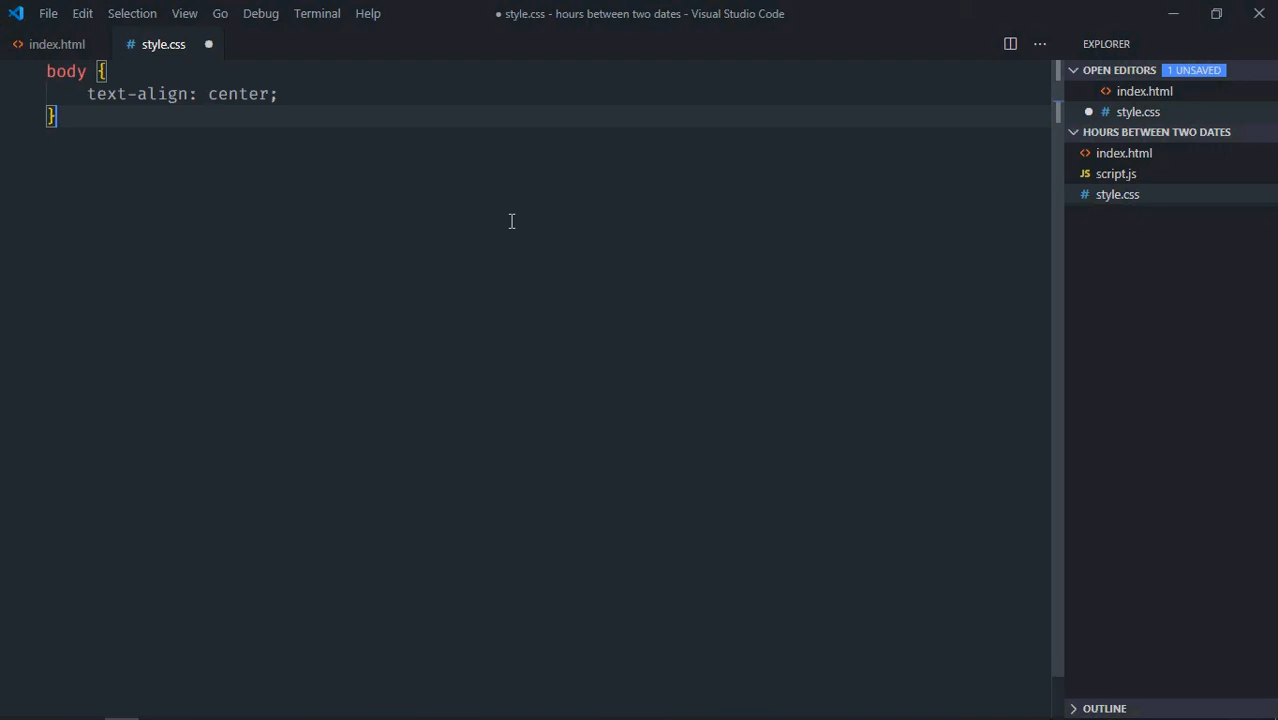 File Edit Selection View Go Debug Terminal Help
● style.css - hours between two dates - Visual Studio Code
<> index.html
# style.css ●
body {
    text-align: center;
}
EXPLORER
OPEN EDITORS 1 UNSAVED
<> index.html
● # style.css
HOURS BETWEEN TWO DATES
<> index.html
JS script.js
# style.css
OUTLINE